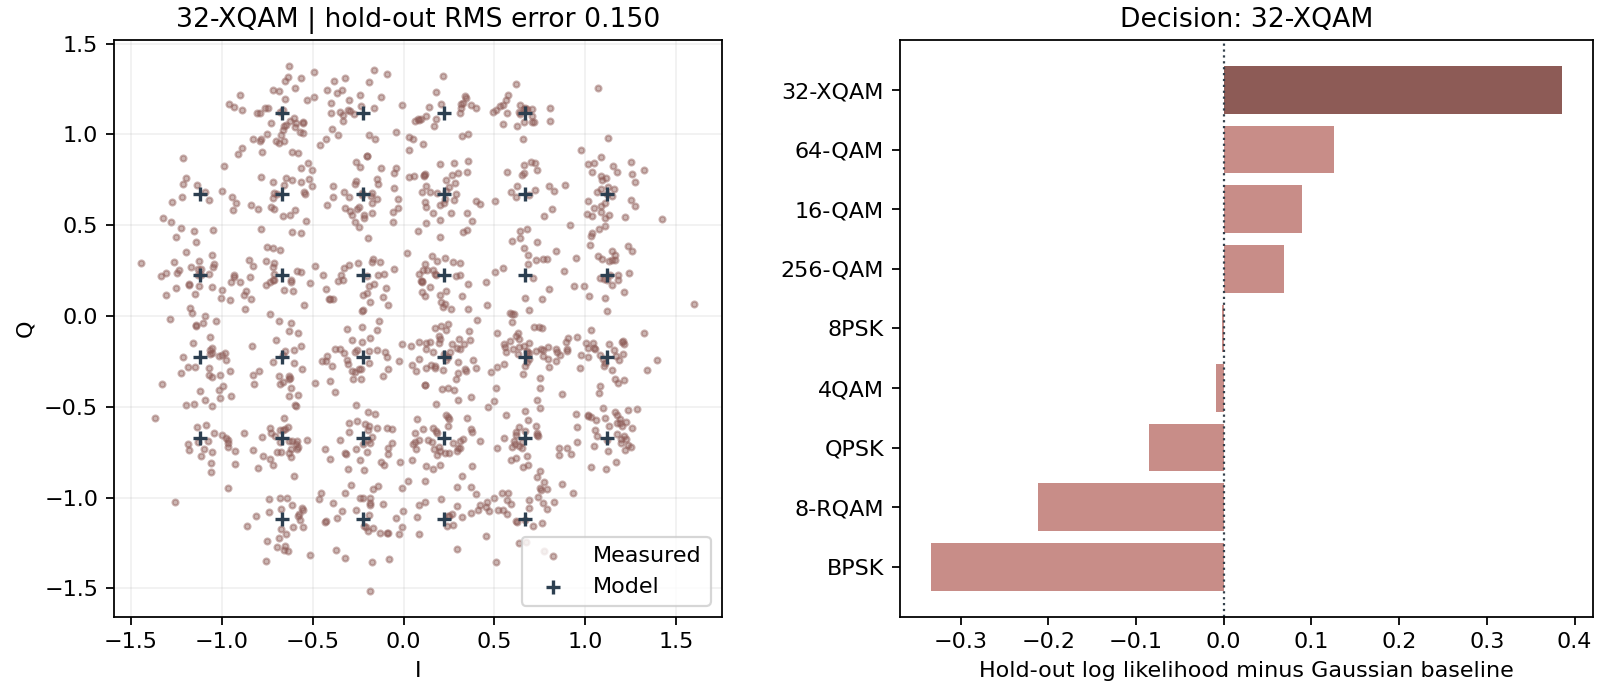 32-XQAM | hold-out RMS error 0.150
1.5
1.0
0.5
0.0
−0.5
−1.0
−1.5
Q
−1.5 −1.0 −0.5 0.0 0.5 1.0 1.5
I
Measured
Model
Decision: 32-XQAM
32-XQAM
64-QAM
16-QAM
256-QAM
8PSK
4QAM
QPSK
8-RQAM
BPSK
−0.3 −0.2 −0.1 0.0 0.1 0.2 0.3 0.4
Hold-out log likelihood minus Gaussian baseline